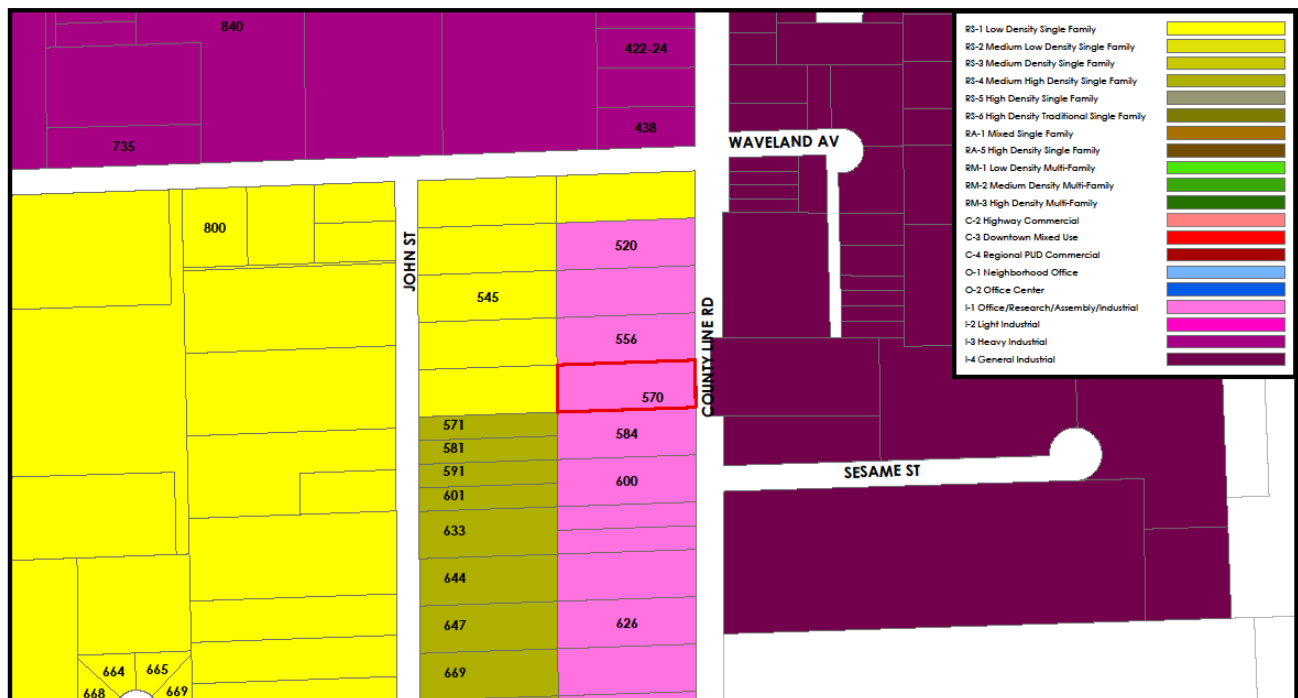 840
422-24
438
735
WAVELAND AV
800
JOHN ST
520
545
556
COUNTY LINE RD
570
571
584
581
591
600
601
SESAME ST
633
644
647
626
669
664
665
668
669
RS-1 Low Density Single Family
RS-2 Medium Low Density Single Family
RS-3 Medium Density Single Family
RS-4 Medium High Density Single Family
RS-5 High Density Single Family
RS-6 High Density Traditional Single Family
RA-1 Mixed Single Family
RA-5 High Density Single Family
RM-1 Low Density Multi-Family
RM-2 Medium Density Multi-Family
RM-3 High Density Multi-Family
C-2 Highway Commercial
C-3 Downtown Mixed Use
C-4 Regional PUD Commercial
O-1 Neighborhood Office
O-2 Office Center
I-1 Office/Research/Assembly/Industrial
I-2 Light Industrial
I-3 Heavy Industrial
I-4 General Industrial